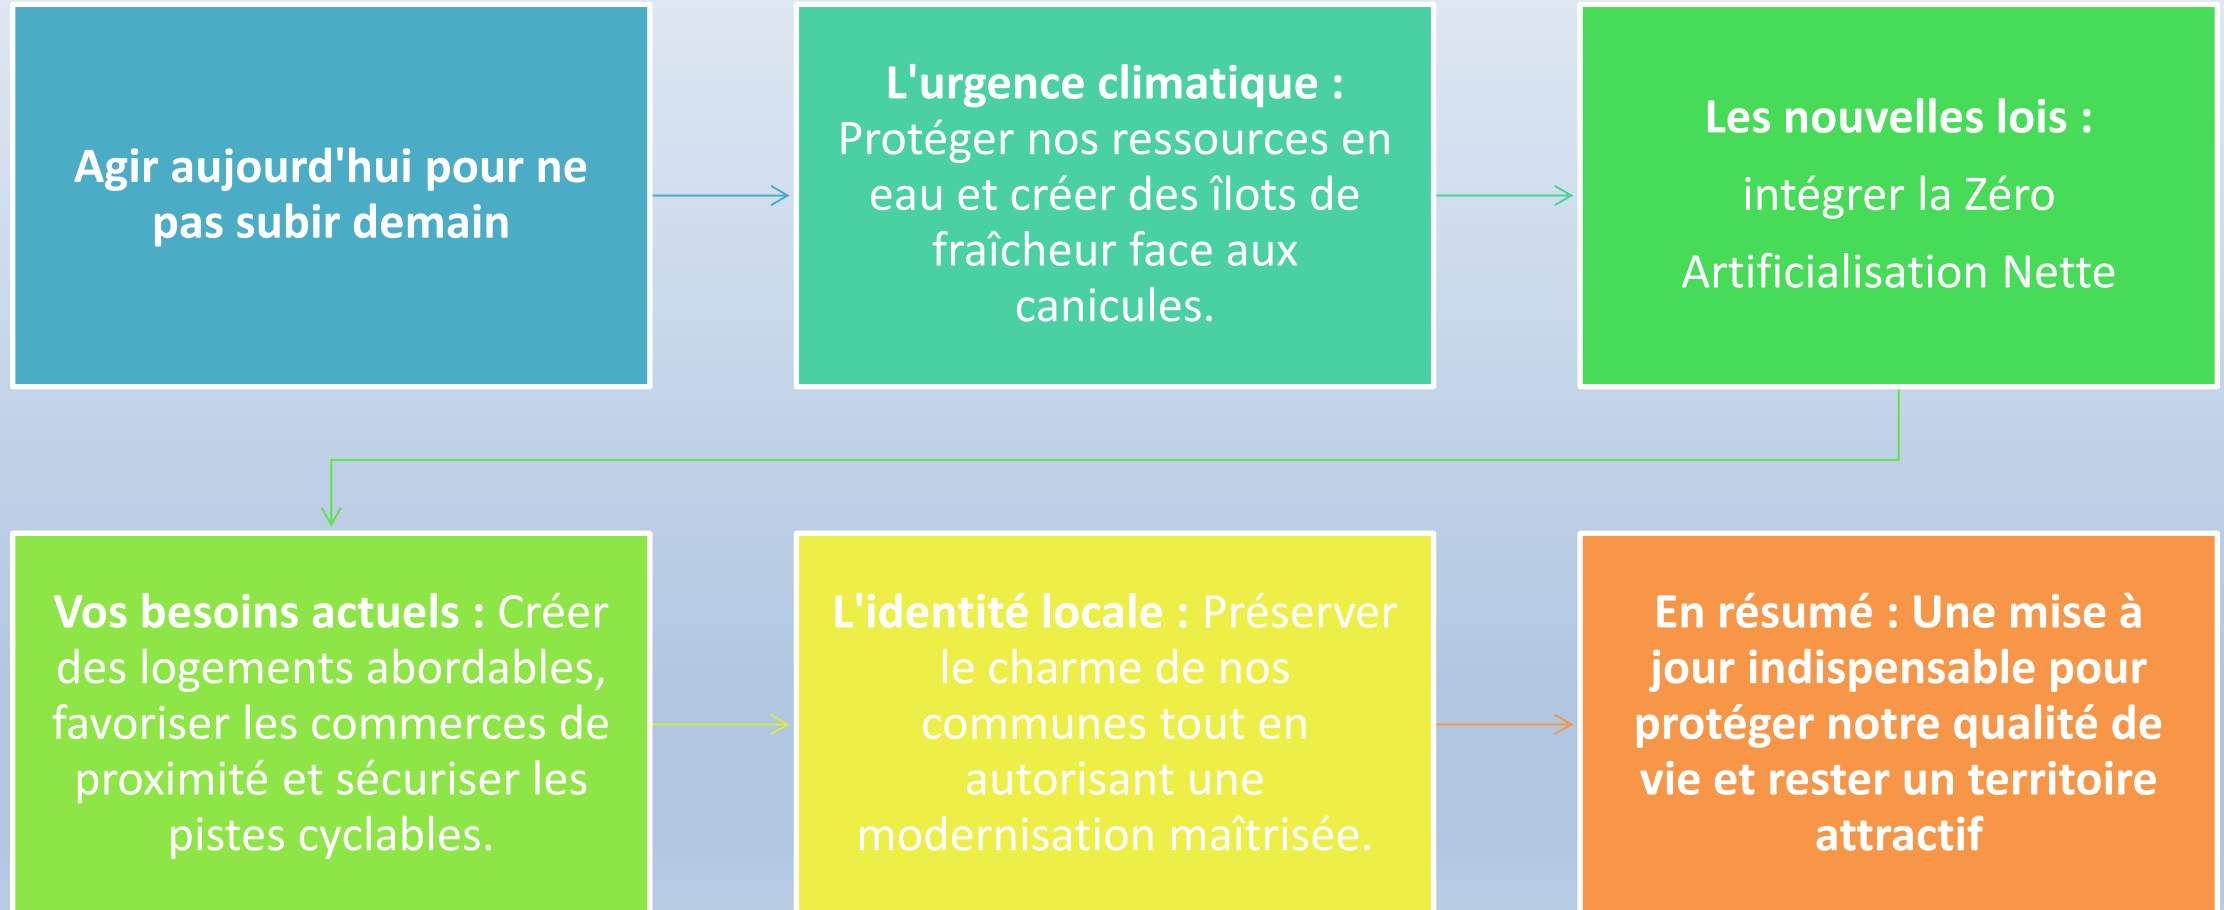 Agir aujourd'hui pour ne
pas subir demain
L'urgence climatique :
Protéger nos ressources en
eau et créer des îlots de
fraîcheur face aux
canicules.
Les nouvelles lois :
intégrer la Zéro
Artificialisation Nette
Vos besoins actuels : Créer
des logements abordables,
favoriser les commerces de
proximité et sécuriser les
pistes cyclables.
L'identité locale : Préserver
le charme de nos
communes tout en
autorisant une
modernisation maîtrisée.
En résumé : Une mise à
jour indispensable pour
protéger notre qualité de
vie et rester un territoire
attractif